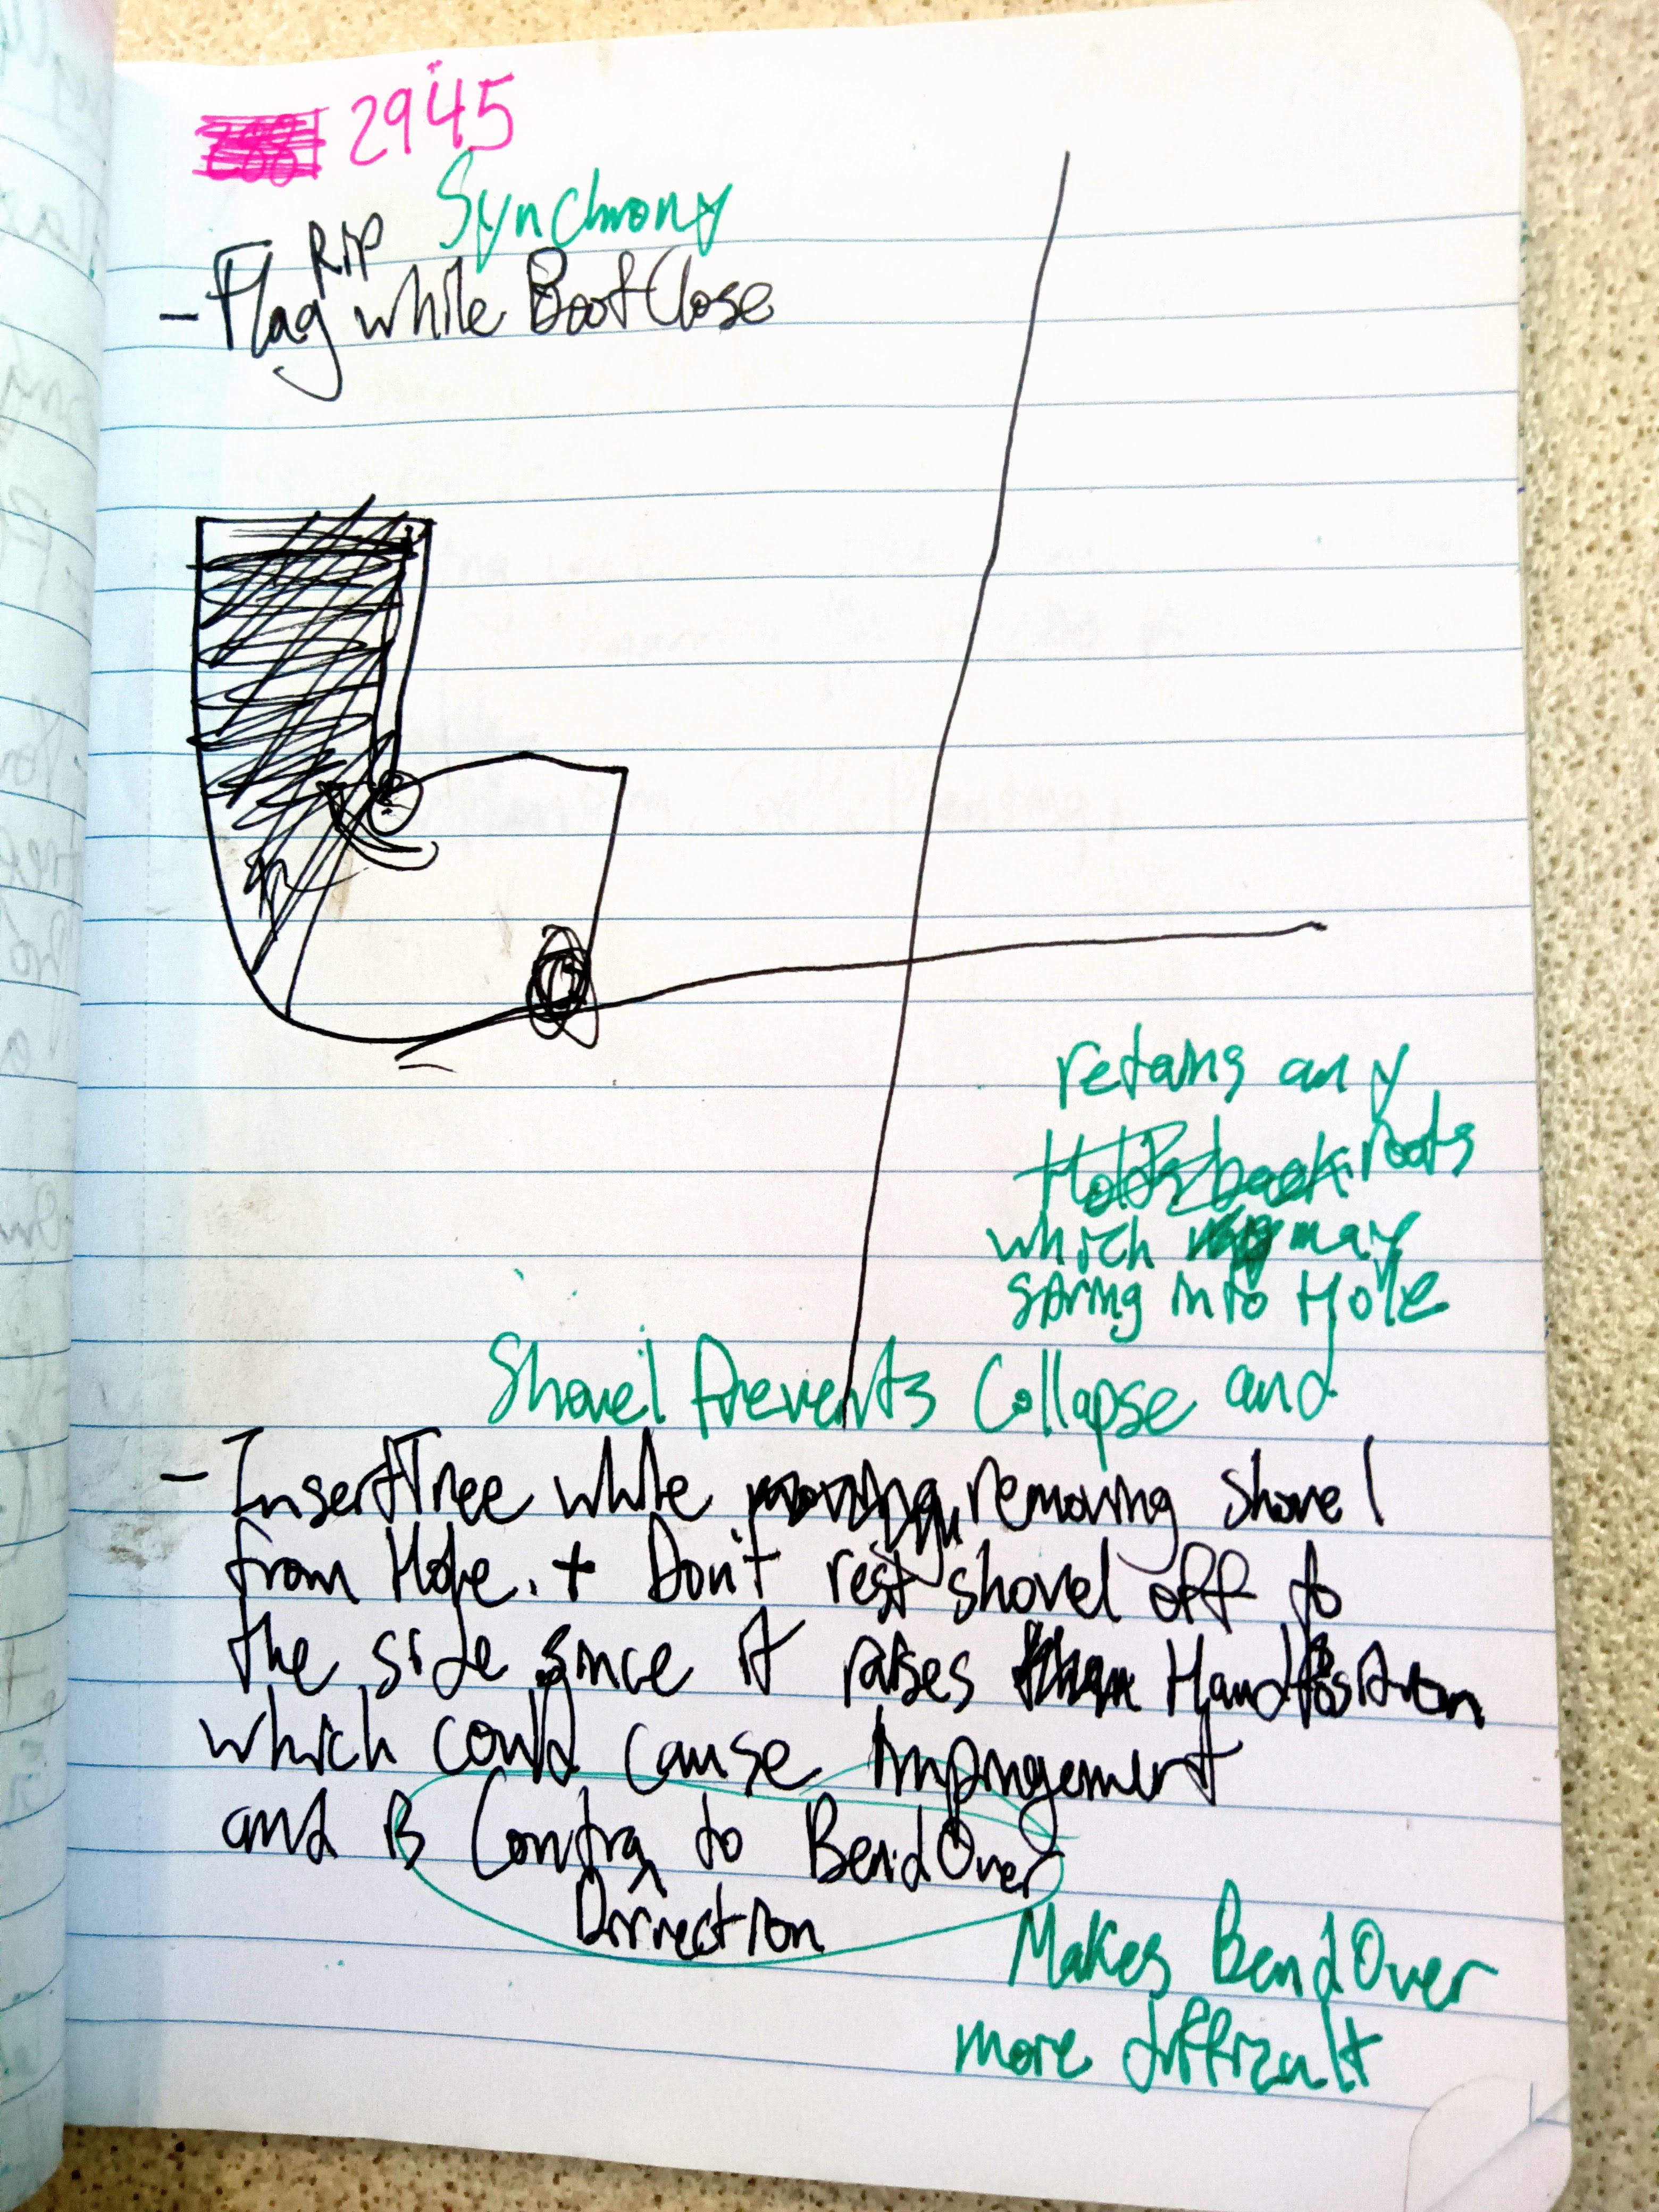 2945
Synchrony
- Flag Rip while Boot Close
retains any
Holds back roots
which may
spring into Hole
Shovel Prevents Collapse and
- Insert Tree while removing shovel
from Hole. + Don't rest shovel off to
the side since it raises Hand Position
which could cause Impingement
and is Contra to Bend Over
Dirrection
Makes Bend Over
more difficult